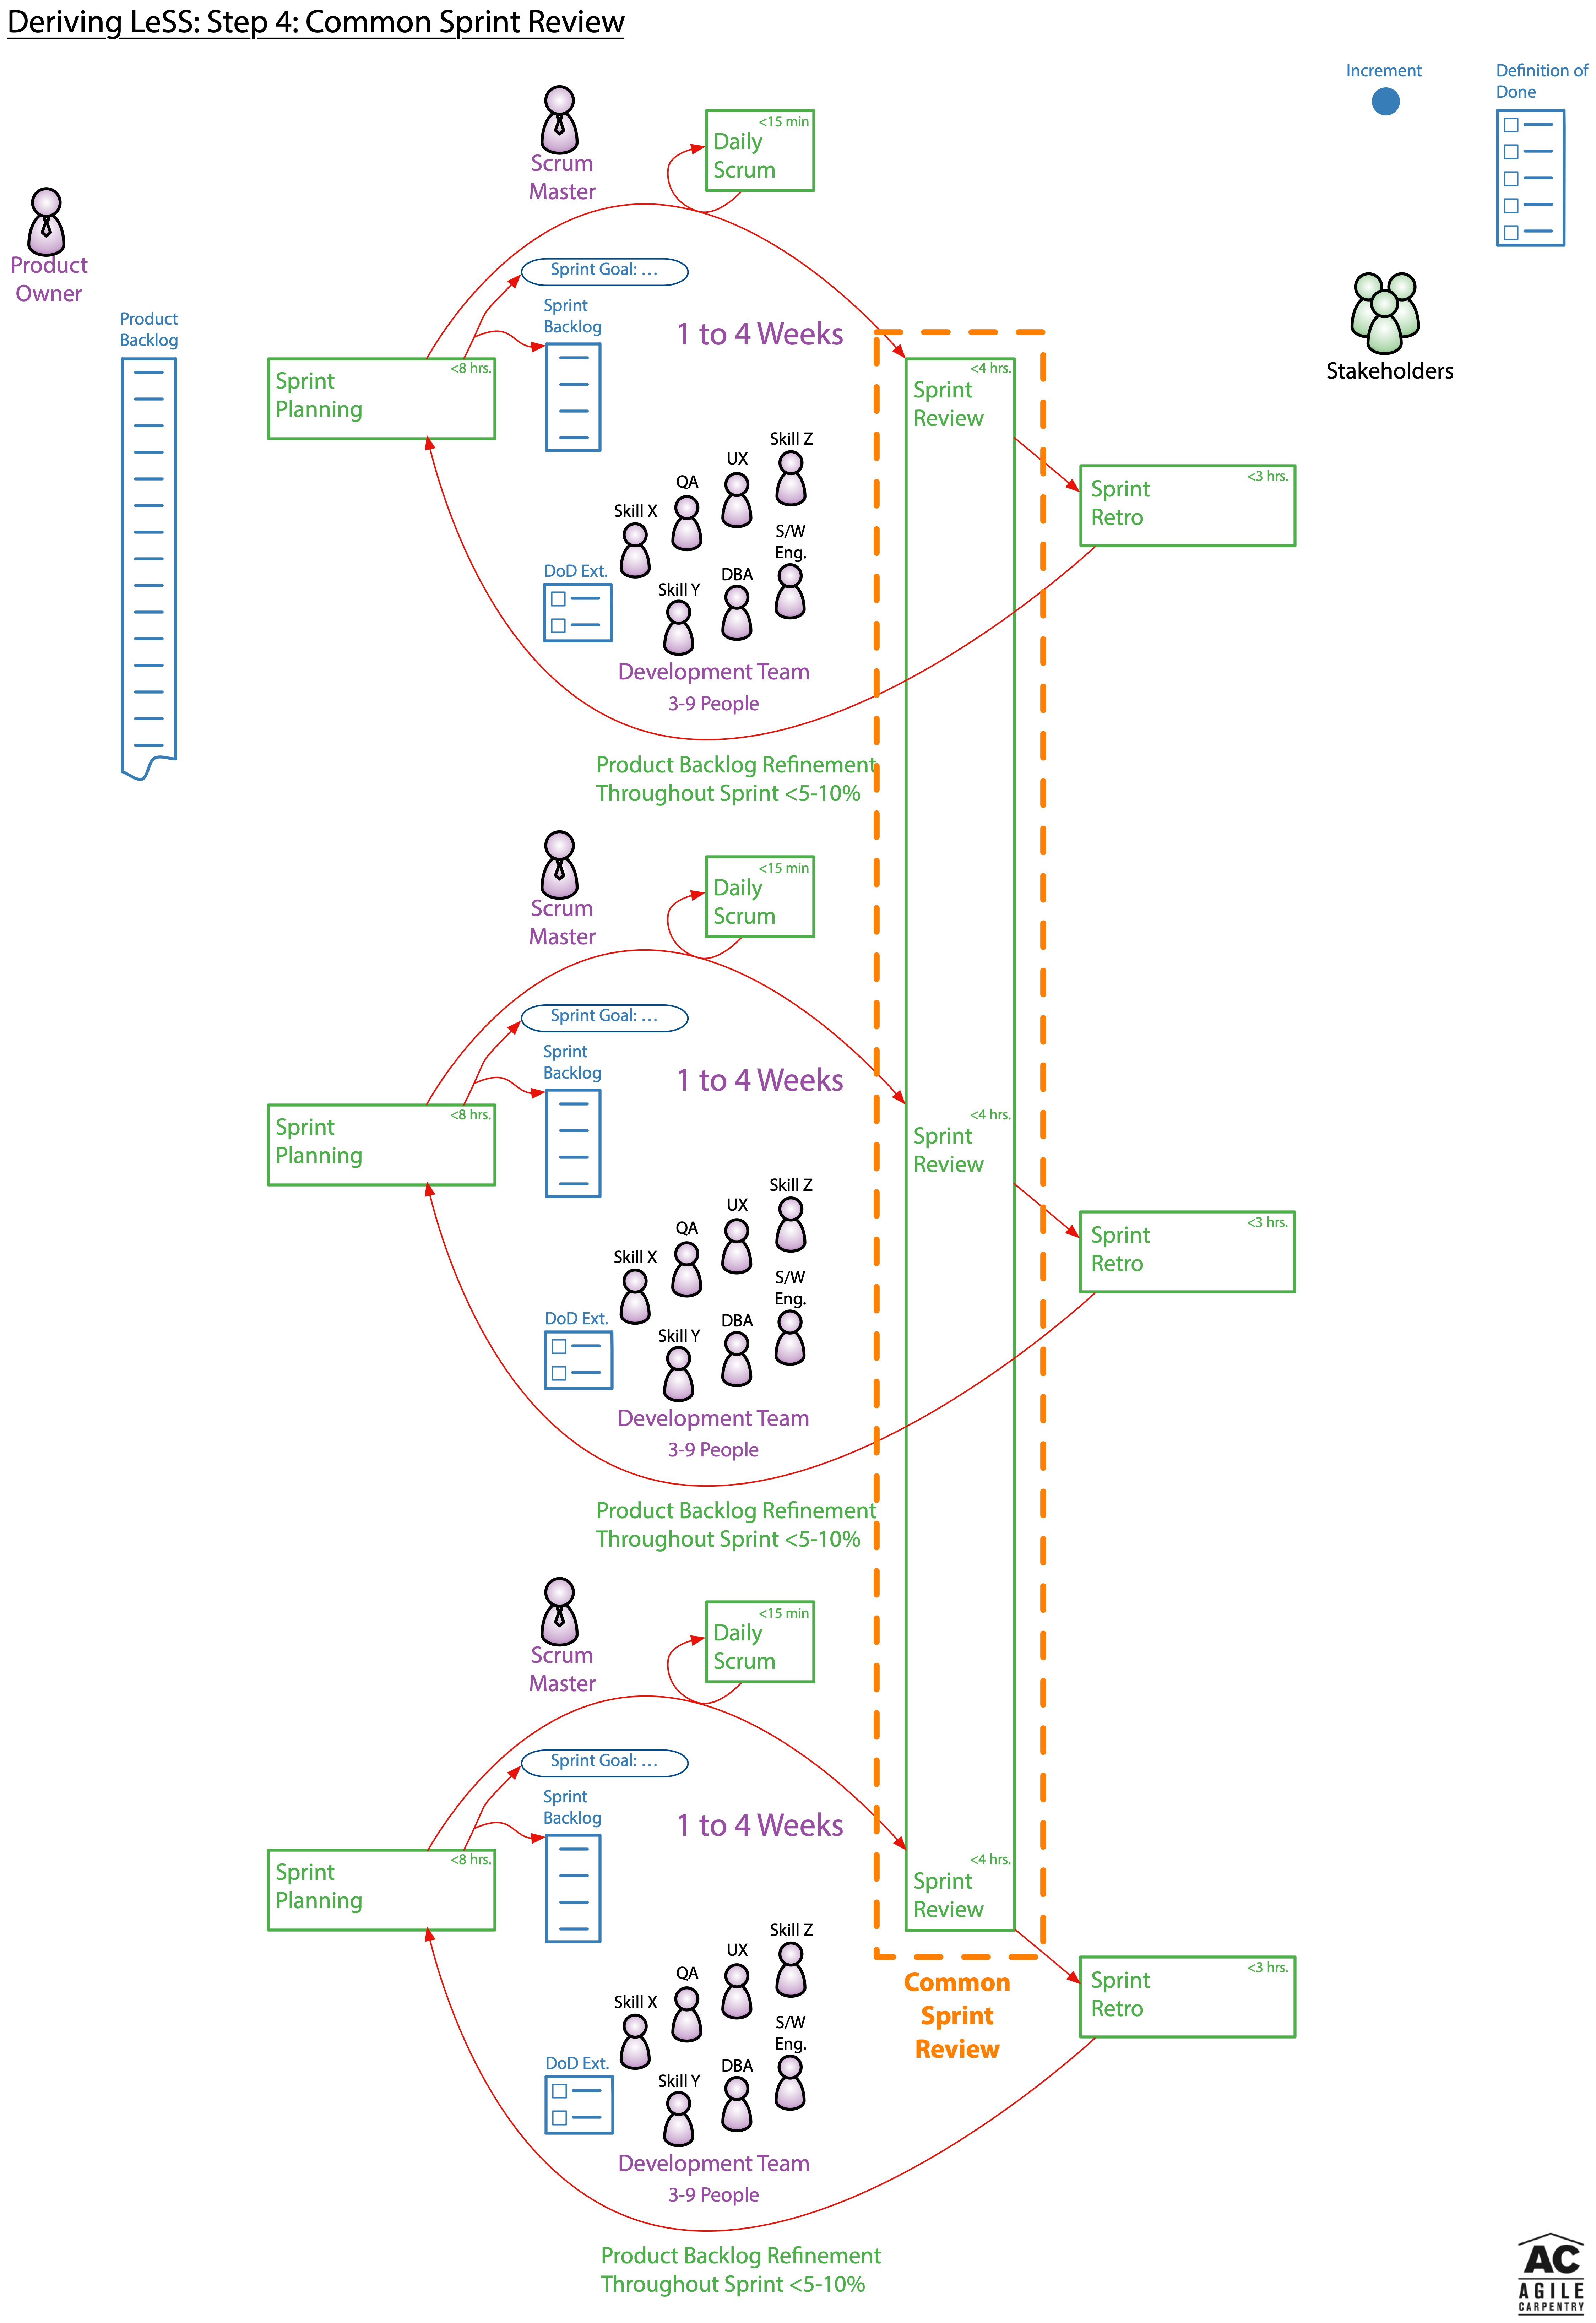 Deriving LeSS: Step 4: Common Sprint Review
Increment
Definition of
Done
Product
Owner
Product
Backlog
Stakeholders
Scrum
Master
<15 min
Daily
Scrum
Sprint Goal: …
Sprint
Backlog
1 to 4 Weeks
<8 hrs.
Sprint
Planning
<4 hrs.
Sprint
Review
<3 hrs.
Sprint
Retro
Skill Z
UX
QA
Skill X
S/W
Eng.
DBA
Skill Y
DoD Ext.
Development Team
3-9 People
Product Backlog Refinement
Throughout Sprint <5-10%
Scrum
Master
<15 min
Daily
Scrum
Sprint Goal: …
Sprint
Backlog
1 to 4 Weeks
<8 hrs.
Sprint
Planning
<4 hrs.
Sprint
Review
<3 hrs.
Sprint
Retro
Skill Z
UX
QA
Skill X
S/W
Eng.
DBA
Skill Y
DoD Ext.
Development Team
3-9 People
Product Backlog Refinement
Throughout Sprint <5-10%
Scrum
Master
<15 min
Daily
Scrum
Sprint Goal: …
Sprint
Backlog
1 to 4 Weeks
<8 hrs.
Sprint
Planning
<4 hrs.
Sprint
Review
Common
Sprint
Review
<3 hrs.
Sprint
Retro
Skill Z
UX
QA
Skill X
S/W
Eng.
DBA
Skill Y
DoD Ext.
Development Team
3-9 People
Product Backlog Refinement
Throughout Sprint <5-10%
AC
AGILE
CARPENTRY